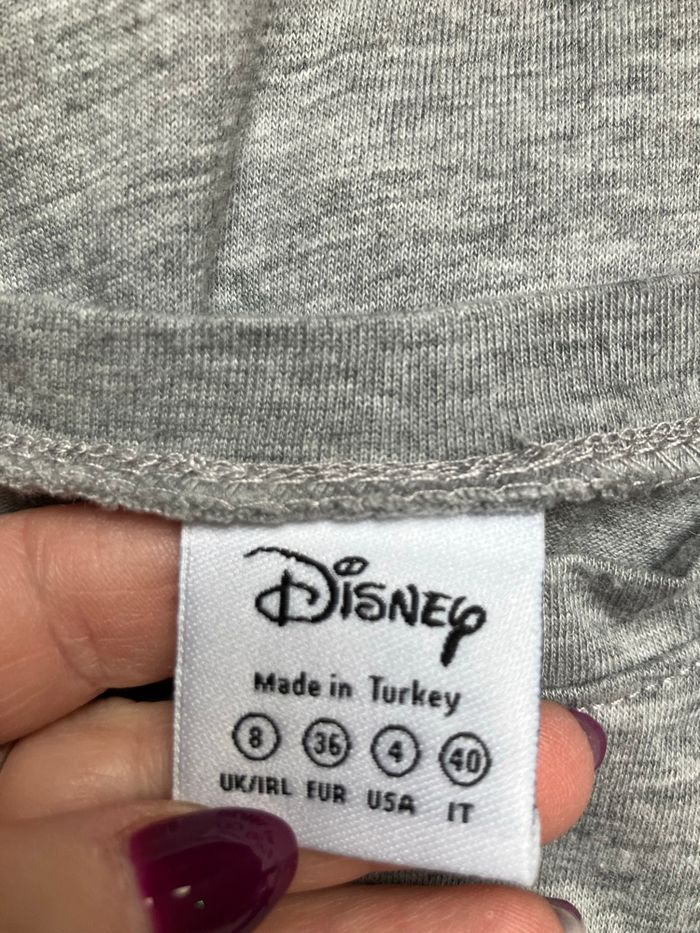 Disney
Made in Turkey
8 36 4 40
UK/IRL EUR USA IT